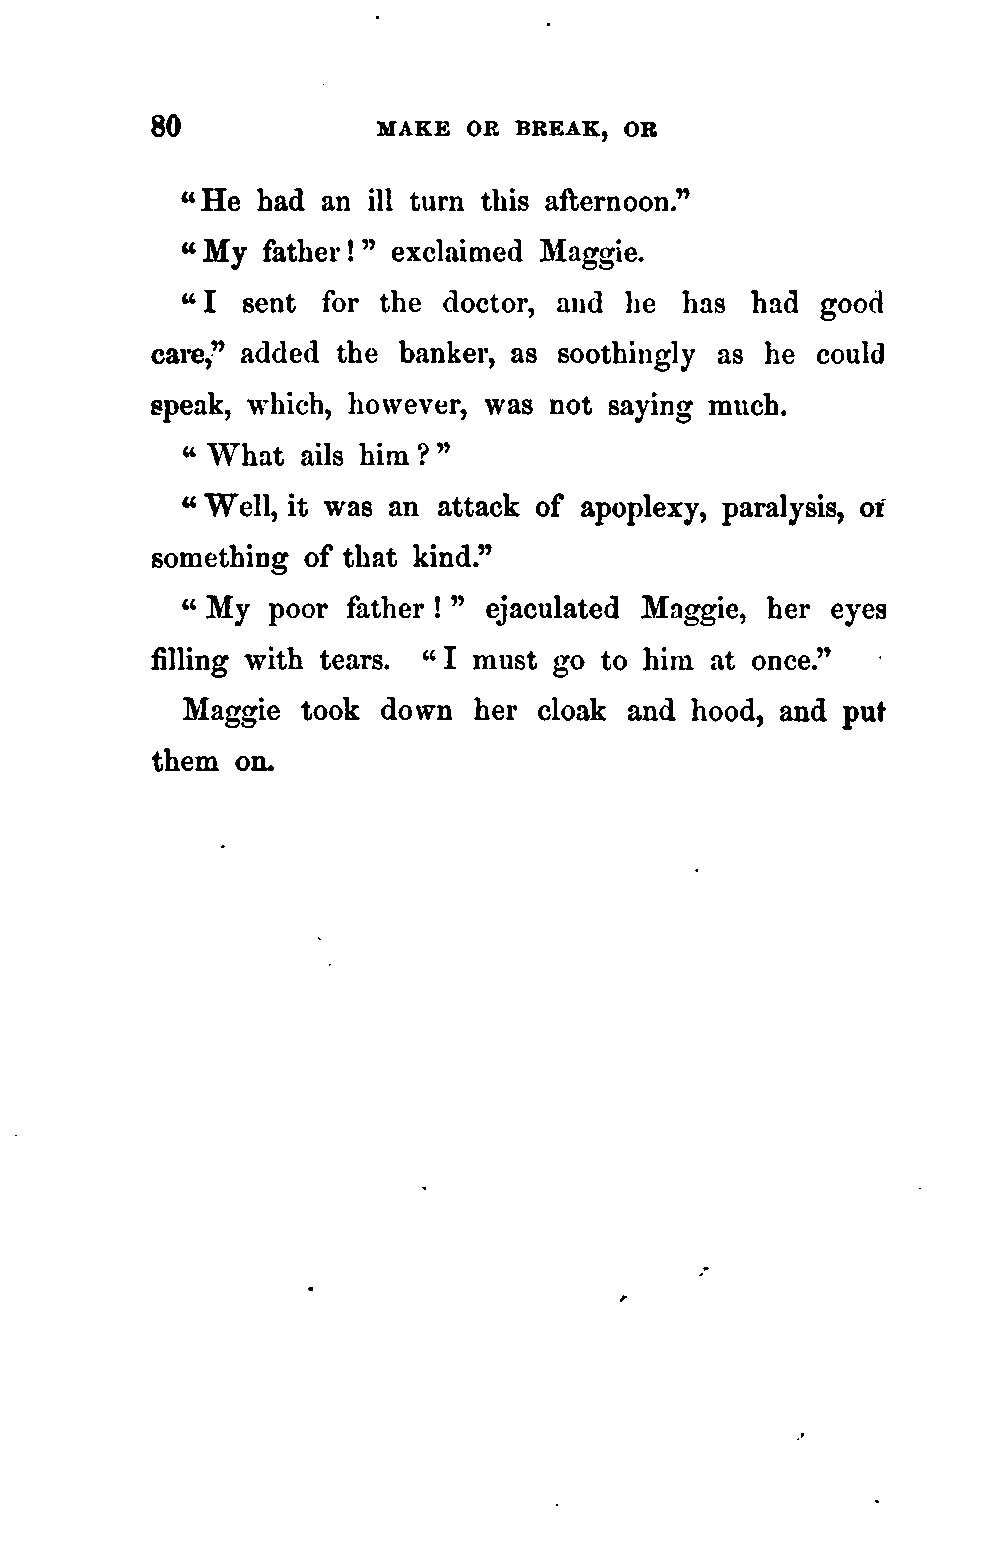 80 MAKE OR BREAK, OR
“He had an ill turn this afternoon.”
“My father!” exclaimed Maggie.
“I sent for the doctor, and he has had good
care,” added the banker, as soothingly as he could
speak, which, however, was not saying much.
“What ails him?”
“Well, it was an attack of apoplexy, paralysis, or
something of that kind.”
“My poor father!” ejaculated Maggie, her eyes
filling with tears. “I must go to him at once.”
Maggie took down her cloak and hood, and put
them on.